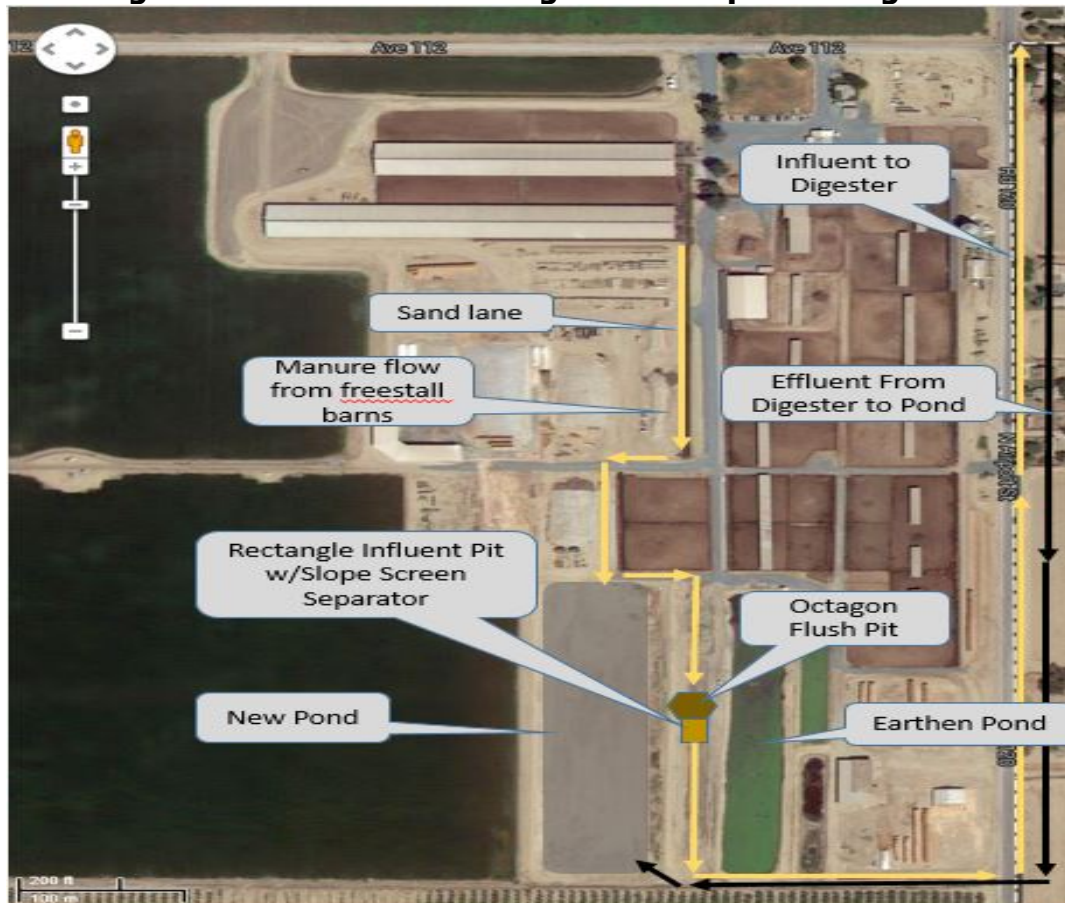 Ave 112
Ave 112
Influent to
Digester
Sand lane
Manure flow
from freestall
barns
Effluent From
Digester to Pond
Rectangle Influent Pit
w/Slope Screen
Separator
Octagon
Flush Pit
New Pond
Earthen Pond
200 ft
100 m